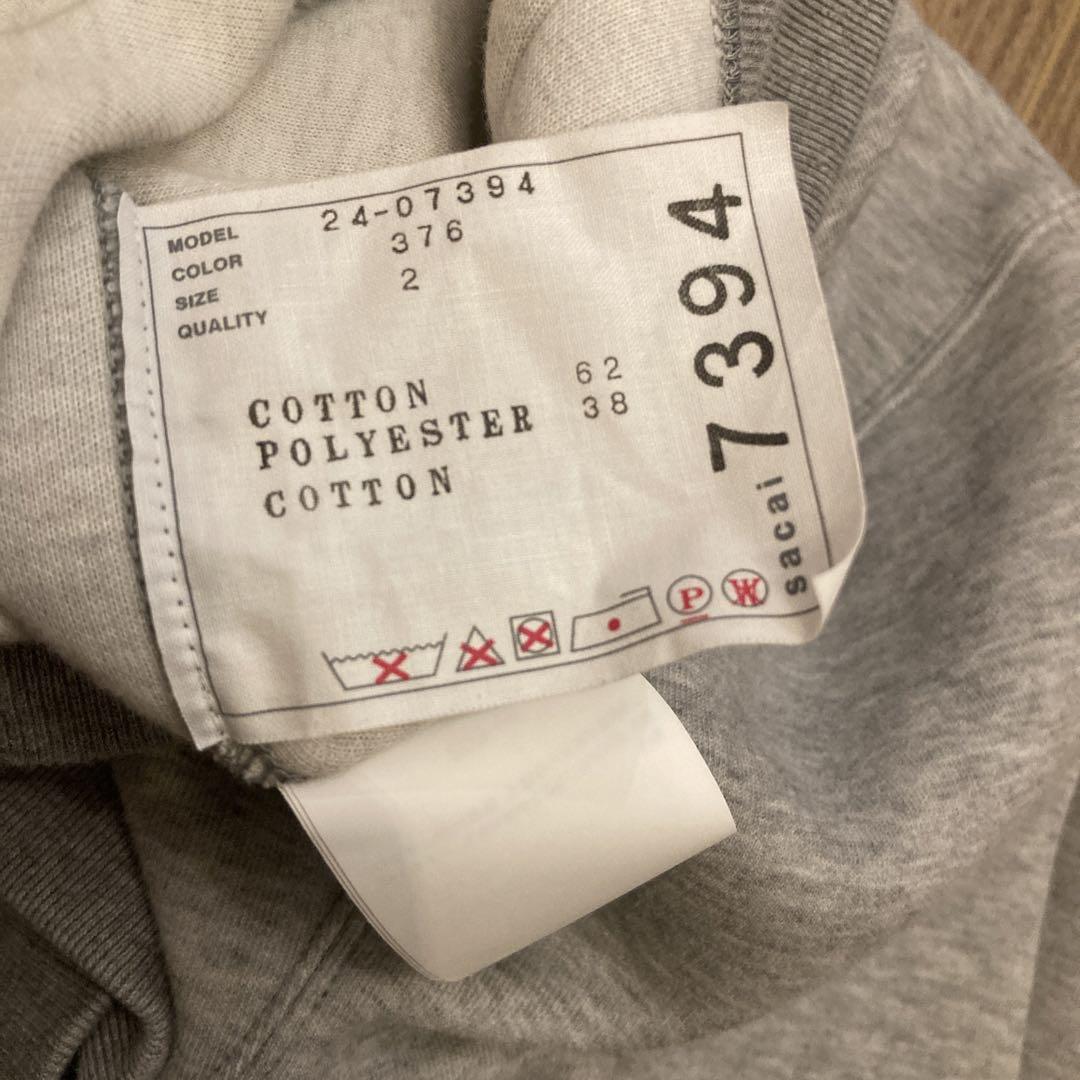 MODEL 24-07394
COLOR 376
SIZE 2
QUALITY
COTTON 62
POLYESTER 38
COTTON
sacai 7394
P
W